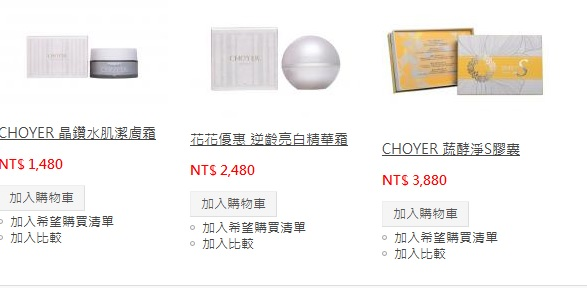 CHOYER
CHOYER 晶鑽水肌潔膚霜
NT$ 1,480
加入購物車
加入希望購買清單
加入比較
CHOYER
花花優惠 逆齡亮白精華霜
NT$ 2,480
加入購物車
加入希望購買清單
加入比較
S
CHOYER 蔬酵淨S膠囊
NT$ 3,880
加入購物車
加入希望購買清單
加入比較